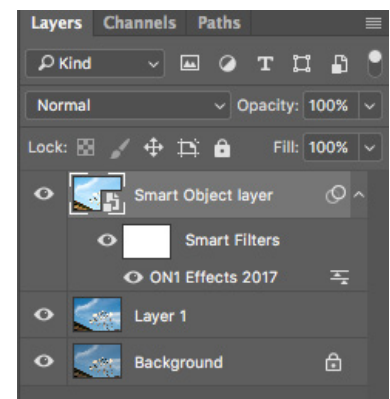 Layers Channels Paths
Kind T
Normal Opacity: 100%
Lock: Fill: 100%
Smart Object layer
Smart Filters
ON1 Effects 2017
Layer 1
Background